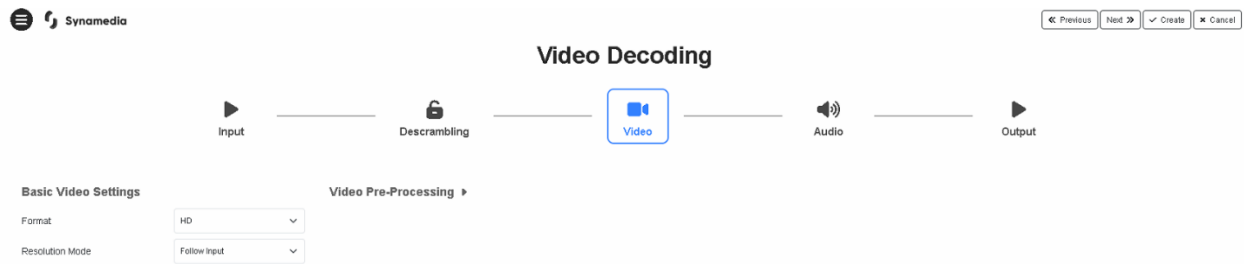 Synamedia
Previous Next Create Cancel
Video Decoding
Input Descrambling Video Audio Output
Basic Video Settings Video Pre-Processing
Format HD
Resolution Mode Follow Input